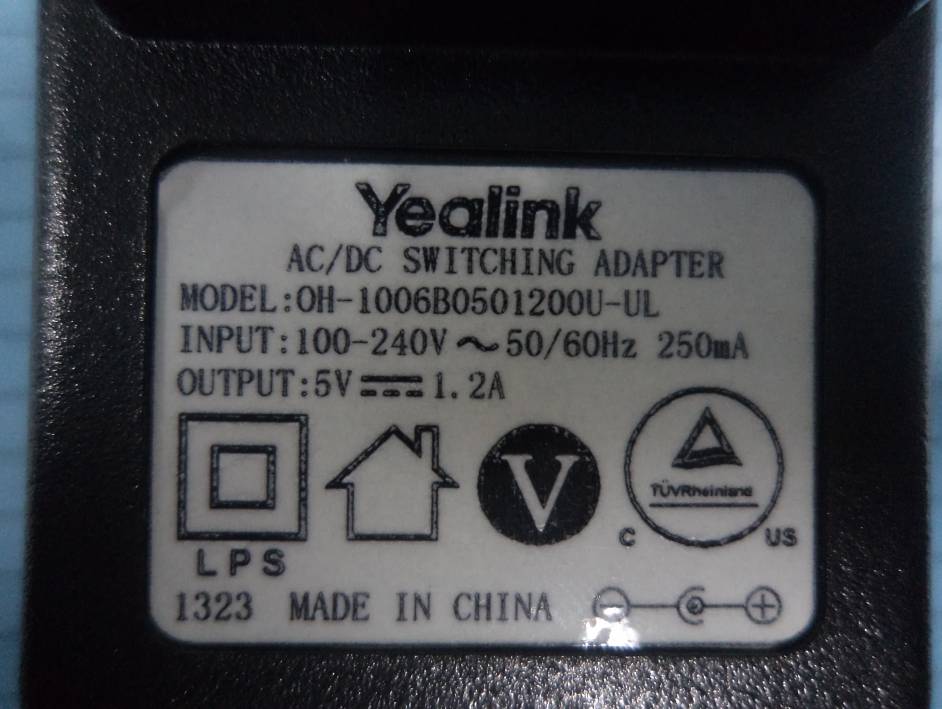 Yealink
AC/DC SWITCHING ADAPTER
MODEL:OH-1006B0501200U-UL
INPUT:100-240V ~ 50/60Hz 250mA
OUTPUT:5V ⎓ 1.2A
V
TÜVRheinland
C US
LPS
1323 MADE IN CHINA